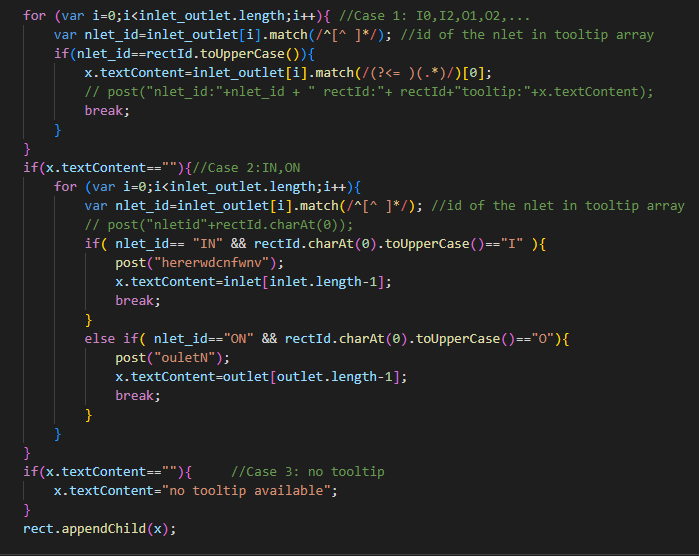 for (var i=0;i<inlet_outlet.length;i++){ //Case 1: I0,I2,O1,O2,...
var nlet_id=inlet_outlet[i].match(/^[^ ]*/); //id of the nlet in tooltip array
if(nlet_id==rectId.toUpperCase()){
x.textContent=inlet_outlet[i].match(/(?<= )(.*)/)[0];
// post("nlet_id:"+nlet_id + " rectId:"+ rectId+"tooltip:"+x.textContent);
break;
}
}
if(x.textContent==""){//Case 2:IN,ON
for (var i=0;i<inlet_outlet.length;i++){
var nlet_id=inlet_outlet[i].match(/^[^ ]*/); //id of the nlet in tooltip array
// post("nletid"+rectId.charAt(0));
if( nlet_id== "IN" && rectId.charAt(0).toUpperCase()=="I" ){
post("hererwdcnfwnv");
x.textContent=inlet[inlet.length-1];
break;
}
else if( nlet_id=="ON" && rectId.charAt(0).toUpperCase()=="O"){
post("ouletN");
x.textContent=outlet[outlet.length-1];
break;
}
}
}
if(x.textContent==""){ //Case 3: no tooltip
x.textContent="no tooltip available";
}
rect.appendChild(x);